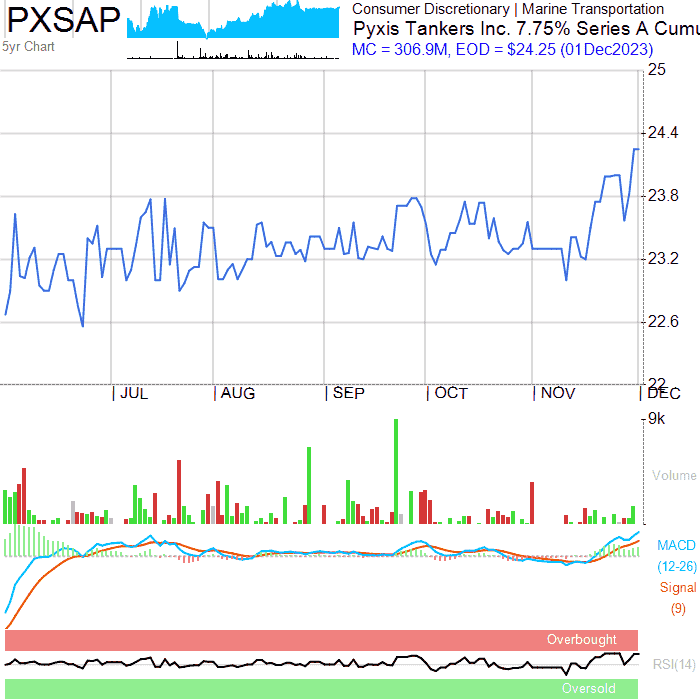 PXSAP
5yr Chart
Consumer Discretionary | Marine Transportation
Pyxis Tankers Inc. 7.75% Series A Cumu
MC = 306.9M, EOD = $24.25 (01Dec2023)
25
24.4
23.8
23.2
22.6
22
JUL AUG SEP OCT NOV DEC
9k
Volume
MACD
(12-26)
Signal
(9)
Overbought
RSI(14)
Oversold